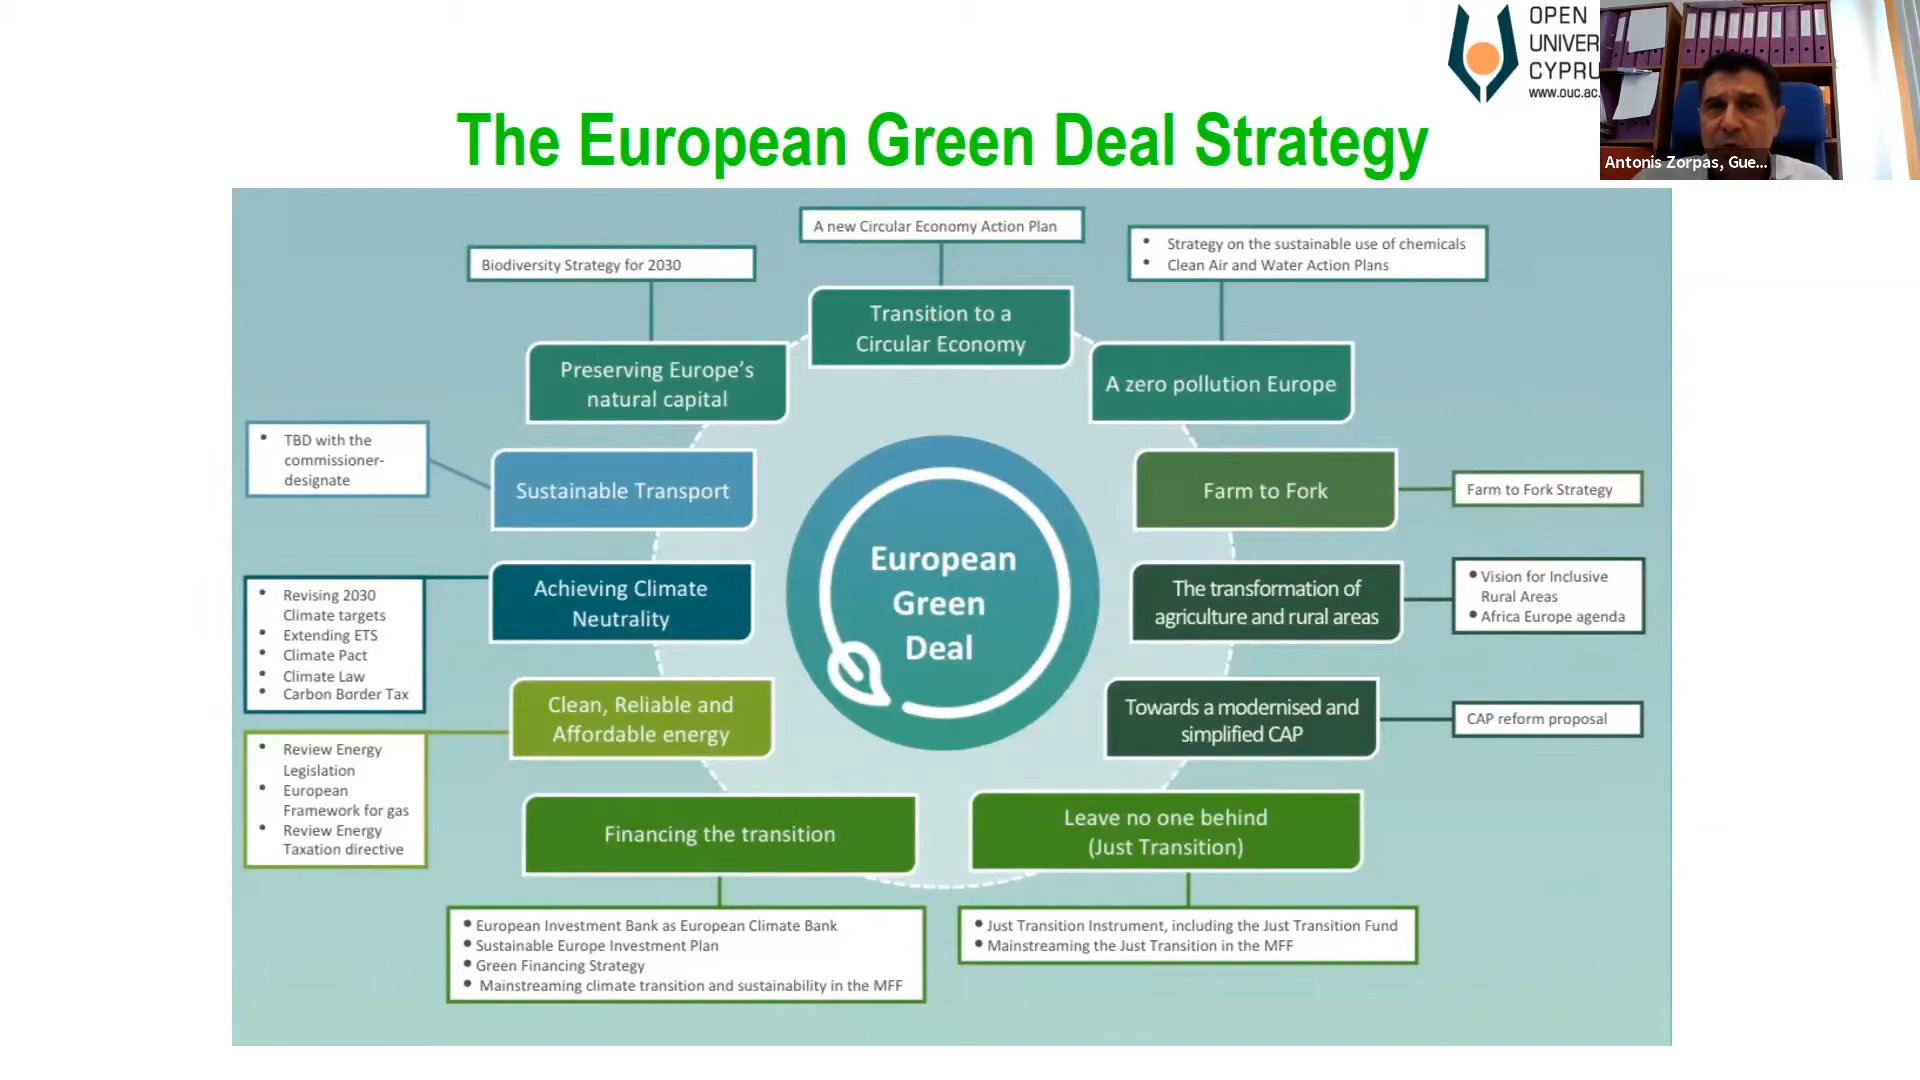 OPEN
UNIVER
CYPRU
www.ouc.ac.
Antonis Zorpas, Gue...
The European Green Deal Strategy
A new Circular Economy Action Plan
Biodiversity Strategy for 2030
• Strategy on the sustainable use of chemicals
• Clean Air and Water Action Plans
Transition to a
Circular Economy
Preserving Europe's
natural capital
A zero pollution Europe
• TBD with the
commissioner-
designate
Sustainable Transport
Farm to Fork
Farm to Fork Strategy
European
Green
Deal
Achieving Climate
Neutrality
• Revising 2030
Climate targets
• Extending ETS
• Climate Pact
• Climate Law
• Carbon Border Tax
The transformation of
agriculture and rural areas
• Vision for Inclusive
Rural Areas
• Africa Europe agenda
Clean, Reliable and
Affordable energy
• Review Energy
Legislation
• European
Framework for gas
• Review Energy
Taxation directive
Towards a modernised and
simplified CAP
CAP reform proposal
Financing the transition
Leave no one behind
(Just Transition)
• European Investment Bank as European Climate Bank
• Sustainable Europe Investment Plan
• Green Financing Strategy
• Mainstreaming climate transition and sustainability in the MFF
• Just Transition Instrument, including the Just Transition Fund
• Mainstreaming the Just Transition in the MFF